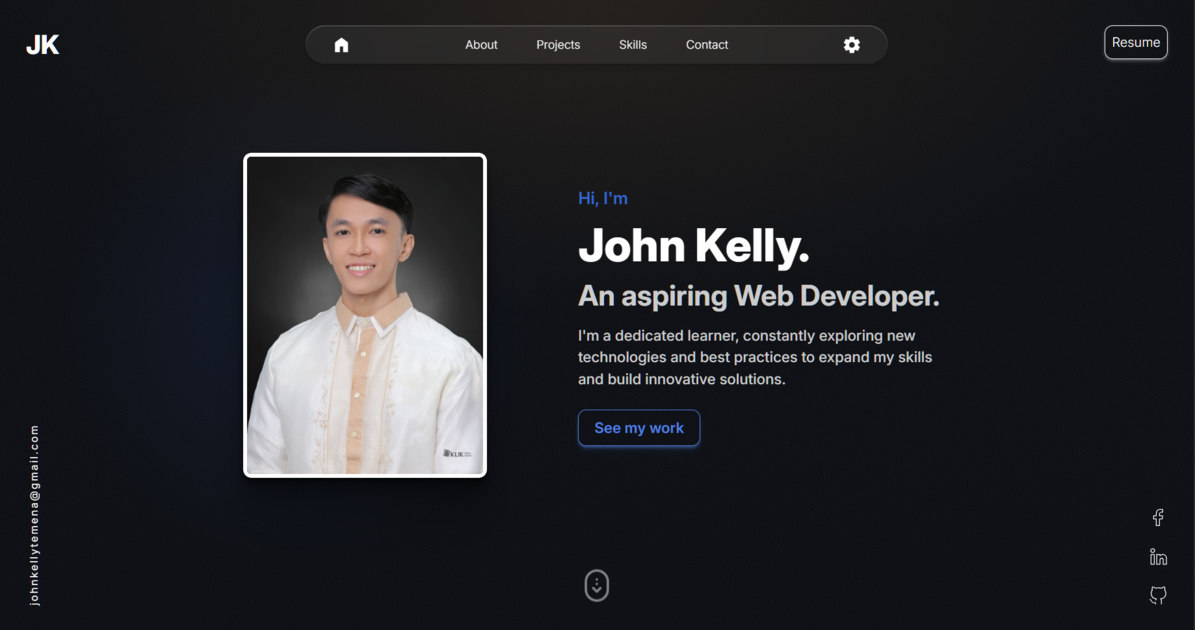 JK
About
Projects
Skills
Contact
Resume
Hi, I'm
John Kelly.
An aspiring Web Developer.
I'm a dedicated learner, constantly exploring new
technologies and best practices to expand my skills
and build innovative solutions.
See my work
johnkellytemena@gmail.com